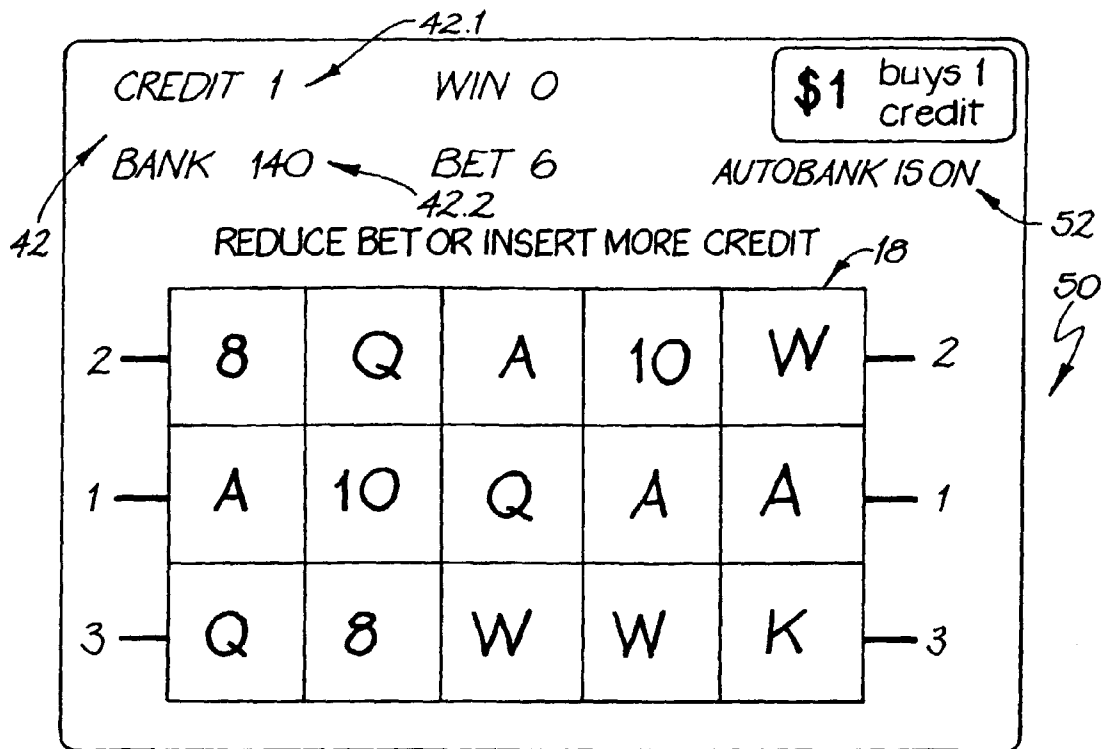 42.1
CREDIT 1 WIN 0 $1 buys 1 credit
BANK 140 BET 6 AUTOBANK IS ON
42 42.2 52
REDUCE BET OR INSERT MORE CREDIT 18
50
2 8 Q A 10 W 2
1 A 10 Q A A 1
3 Q 8 W W K 3